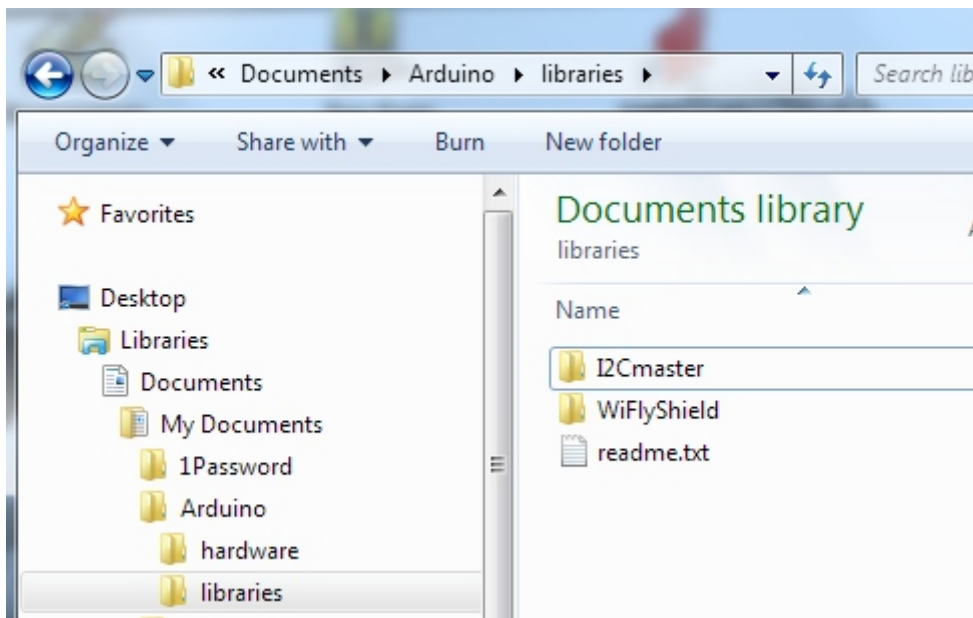 « Documents ▸ Arduino ▸ libraries ▸
Search lib
Organize Share with Burn New folder
Favorites
Desktop
Libraries
Documents
My Documents
1Password
Arduino
hardware
libraries
Documents library
libraries
Name
I2Cmaster
WiFlyShield
readme.txt